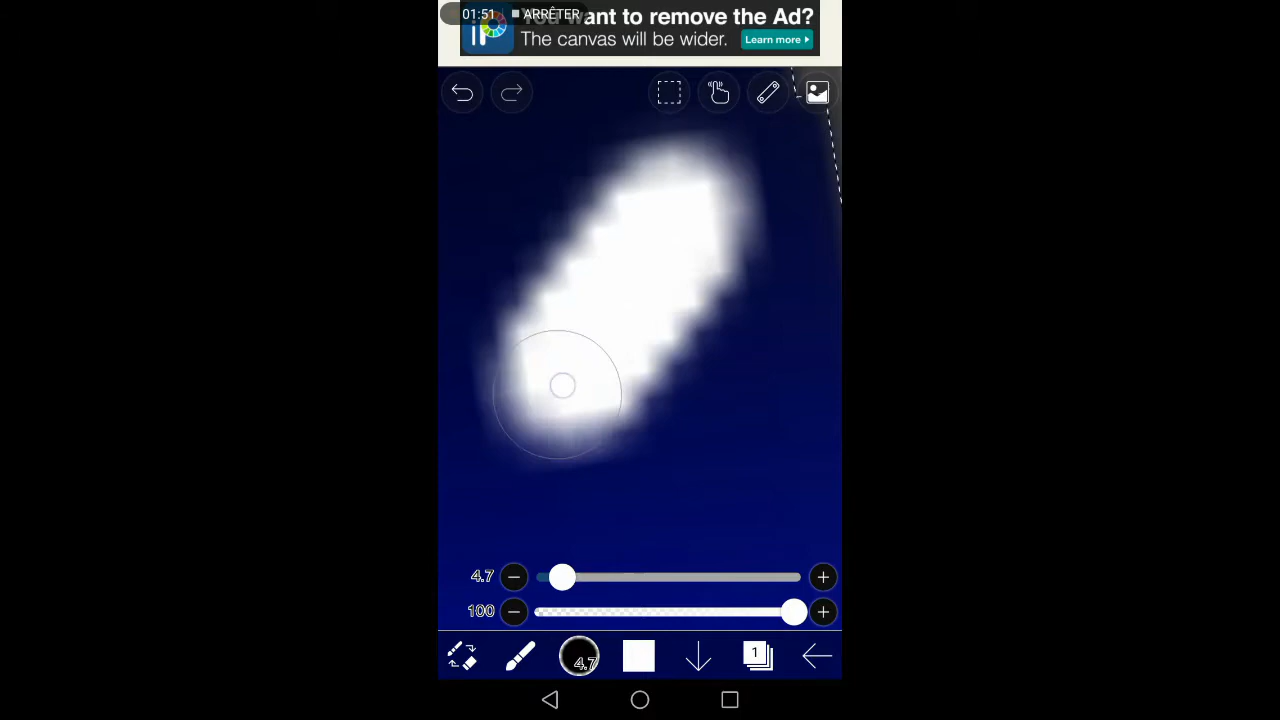 01:51 ARRÊTER
want to remove the Ad?
The canvas will be wider. Learn more
4.7
100
4.7
1